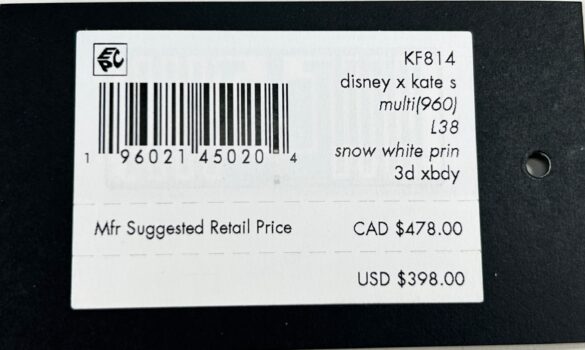 EPC
KF814
disney x kate s
multi(960)
L38
snow white prin
3d xbdy
1 96021 45020 4
Mfr Suggested Retail Price
CAD $478.00
USD $398.00